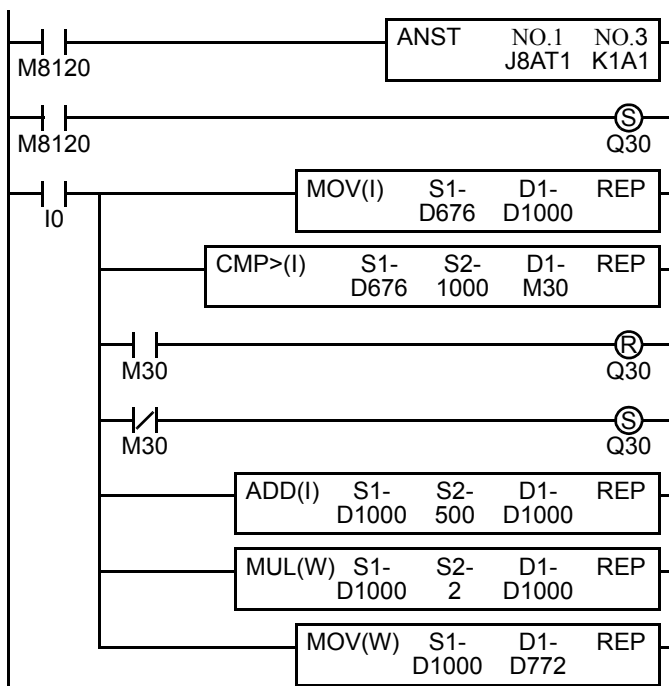 ANST NO.1 NO.3
M8120 J8AT1 K1A1
S
M8120 Q30
MOV(I) S1- D1- REP
I0 D676 D1000
CMP>(I) S1- S2- D1- REP
D676 1000 M30
R
M30 Q30
S
M30 Q30
ADD(I) S1- S2- D1- REP
D1000 500 D1000
MUL(W) S1- S2- D1- REP
D1000 2 D1000
MOV(W) S1- D1- REP
D1000 D772